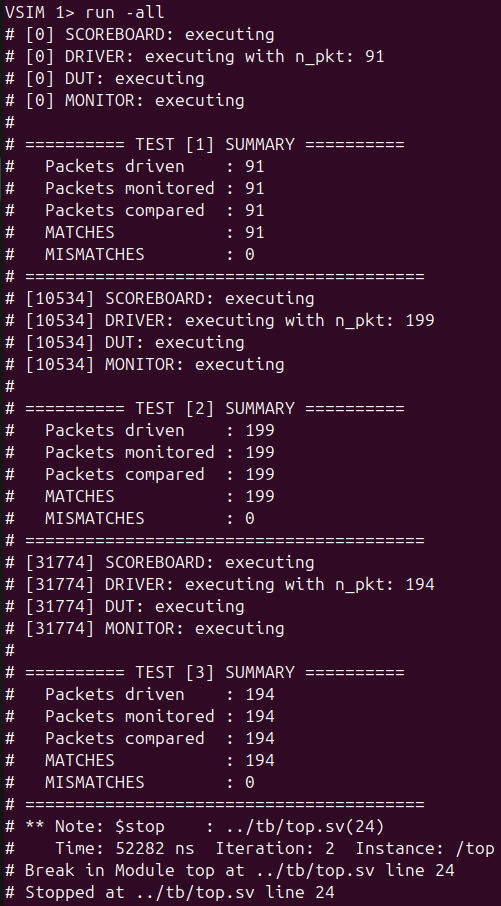 VSIM 1> run -all
# [0] SCOREBOARD: executing
# [0] DRIVER: executing with n_pkt: 91
# [0] DUT: executing
# [0] MONITOR: executing
#
# ========== TEST [1] SUMMARY ==========
#   Packets driven    : 91
#   Packets monitored : 91
#   Packets compared  : 91
#   MATCHES           : 91
#   MISMATCHES        : 0
# ========================================
# [10534] SCOREBOARD: executing
# [10534] DRIVER: executing with n_pkt: 199
# [10534] DUT: executing
# [10534] MONITOR: executing
#
# ========== TEST [2] SUMMARY ==========
#   Packets driven    : 199
#   Packets monitored : 199
#   Packets compared  : 199
#   MATCHES           : 199
#   MISMATCHES        : 0
# ========================================
# [31774] SCOREBOARD: executing
# [31774] DRIVER: executing with n_pkt: 194
# [31774] DUT: executing
# [31774] MONITOR: executing
#
# ========== TEST [3] SUMMARY ==========
#   Packets driven    : 194
#   Packets monitored : 194
#   Packets compared  : 194
#   MATCHES           : 194
#   MISMATCHES        : 0
# ========================================
# ** Note: $stop    : ../tb/top.sv(24)
#    Time: 52282 ns  Iteration: 2  Instance: /top
# Break in Module top at ../tb/top.sv line 24
# Stopped at ../tb/top.sv line 24